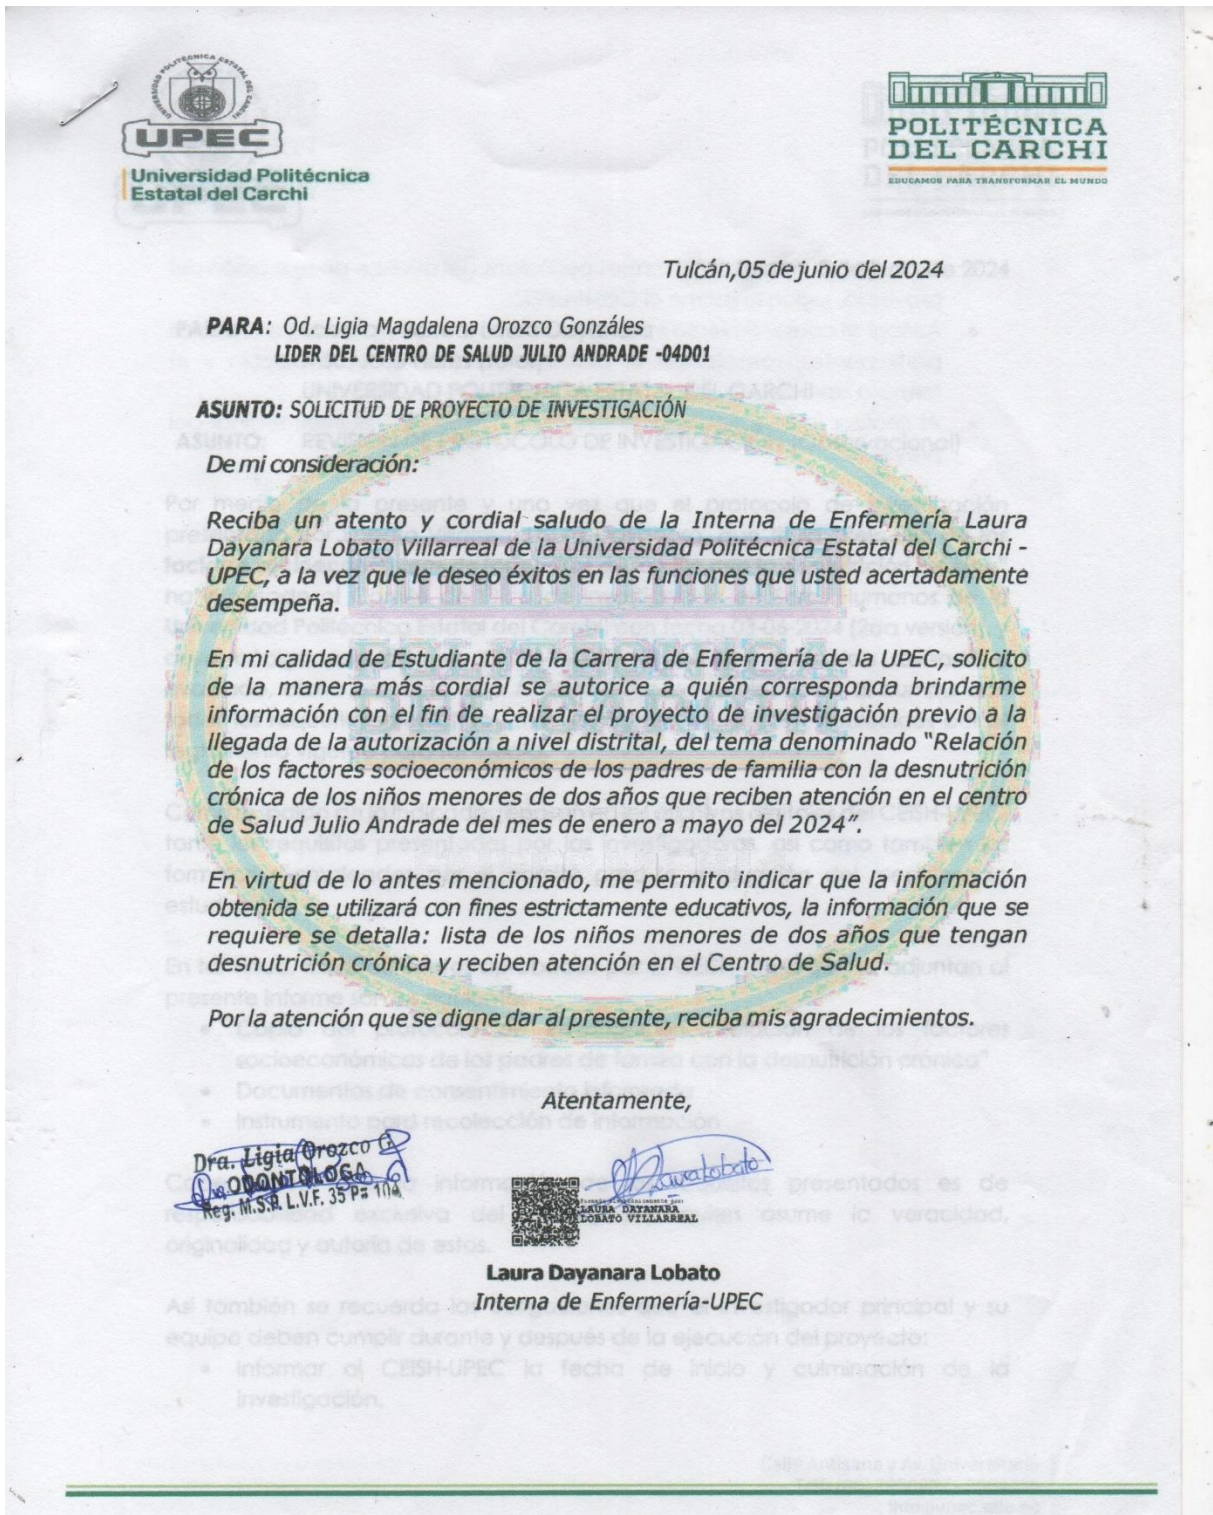 UNIVERSIDAD POLITÉCNICA ESTATAL DEL CARCHI
UPEC
Universidad Politécnica
Estatal del Carchi
POLITÉCNICA
DEL CARCHI
EDUCAMOS PARA TRANSFORMAR EL MUNDO
Tulcán, 05 de junio del 2024
PARA: Od. Ligia Magdalena Orozco Gonzáles
LIDER DEL CENTRO DE SALUD JULIO ANDRADE -04D01
ASUNTO: SOLICITUD DE PROYECTO DE INVESTIGACIÓN
De mi consideración:
Reciba un atento y cordial saludo de la Interna de Enfermería Laura
Dayanara Lobato Villarreal de la Universidad Politécnica Estatal del Carchi -
UPEC, a la vez que le deseo éxitos en las funciones que usted acertadamente
desempeña.
En mi calidad de Estudiante de la Carrera de Enfermería de la UPEC, solicito
de la manera más cordial se autorice a quién corresponda brindarme
información con el fin de realizar el proyecto de investigación previo a la
llegada de la autorización a nivel distrital, del tema denominado “Relación
de los factores socioeconómicos de los padres de familia con la desnutrición
crónica de los niños menores de dos años que reciben atención en el centro
de Salud Julio Andrade del mes de enero a mayo del 2024”.
En virtud de lo antes mencionado, me permito indicar que la información
obtenida se utilizará con fines estrictamente educativos, la información que se
requiere se detalla: lista de los niños menores de dos años que tengan
desnutrición crónica y reciben atención en el Centro de Salud.
Por la atención que se digne dar al presente, reciba mis agradecimientos.
Atentamente,
Dra. Ligia Orozco G
ODONTÓLOGA
Reg. M.S.P. L.V.F. 35 Pº 104
Laura Lobato
Firmado electrónicamente por:
LAURA DAYANARA
LOBATO VILLARREAL
Laura Dayanara Lobato
Interna de Enfermería-UPEC